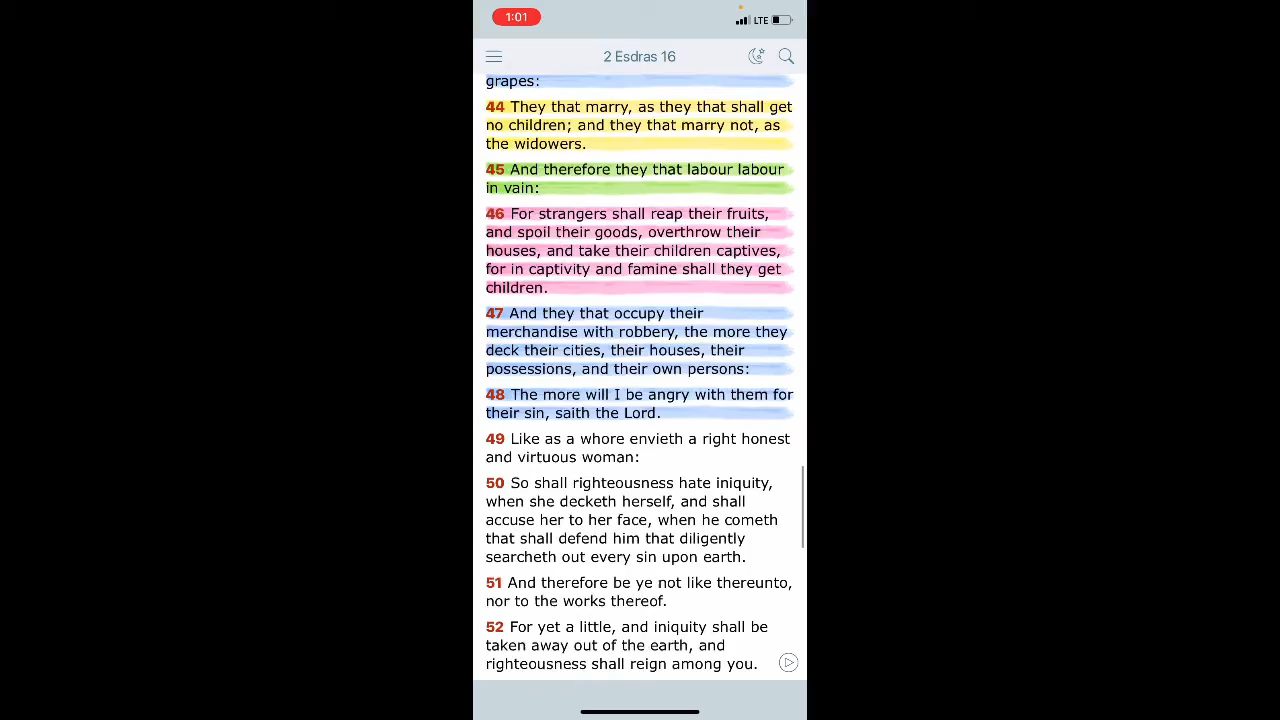 1:01
LTE
2 Esdras 16
grapes:
44 They that marry, as they that shall get
no children; and they that marry not, as
the widowers.
45 And therefore they that labour labour
in vain:
46 For strangers shall reap their fruits,
and spoil their goods, overthrow their
houses, and take their children captives,
for in captivity and famine shall they get
children.
47 And they that occupy their
merchandise with robbery, the more they
deck their cities, their houses, their
possessions, and their own persons:
48 The more will I be angry with them for
their sin, saith the Lord.
49 Like as a whore envieth a right honest
and virtuous woman:
50 So shall righteousness hate iniquity,
when she decketh herself, and shall
accuse her to her face, when he cometh
that shall defend him that diligently
searcheth out every sin upon earth.
51 And therefore be ye not like thereunto,
nor to the works thereof.
52 For yet a little, and iniquity shall be
taken away out of the earth, and
righteousness shall reign among you.